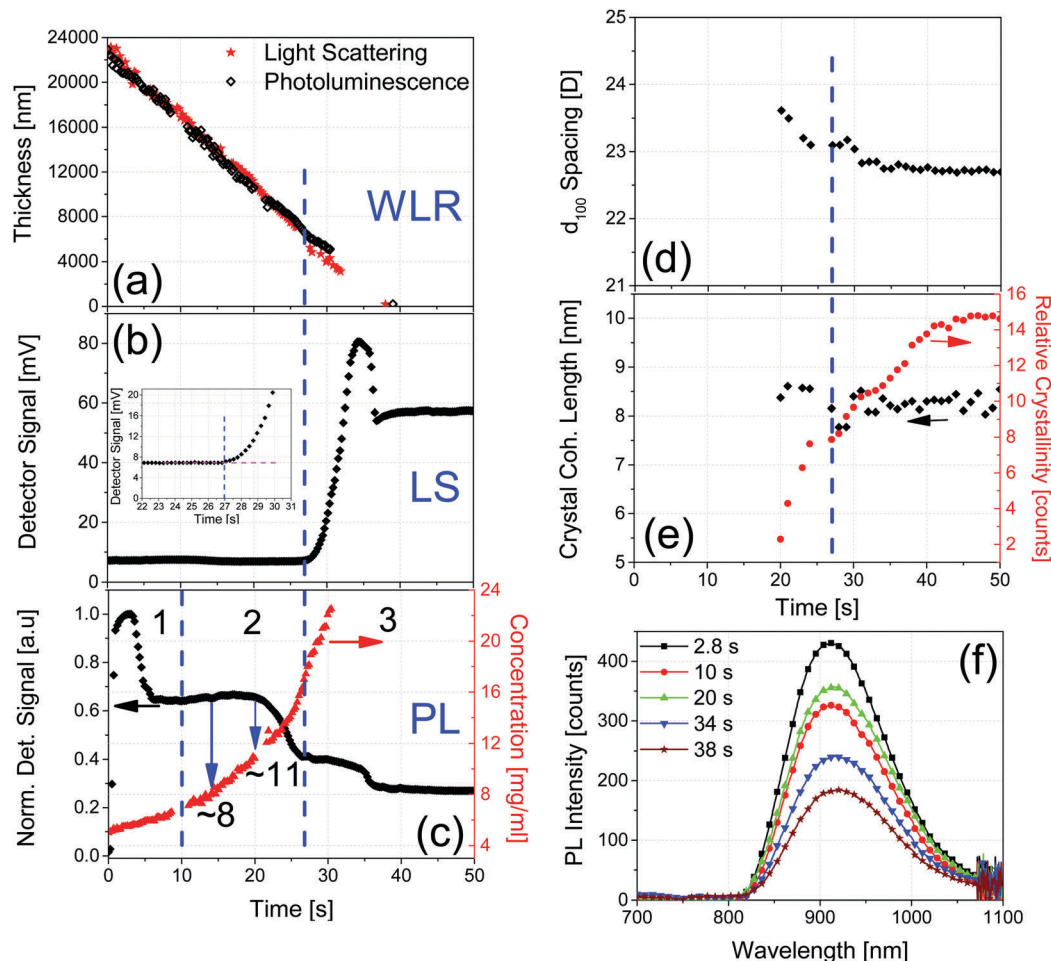 24000
20000
16000
12000
8000
4000
0
Thickness [nm]
Light Scattering
Photoluminescence
WLR
(a)
80
60
40
20
0
Detector Signal [mV]
(b)
20
16
12
8
4
0
Detector Signal [mV]
22 23 24 25 26 27 28 29 30 31
Time [s]
LS
1.0
0.8
0.6
0.4
0.2
0.0
Norm. Det. Signal [a.u]
1 2 3
PL
~8
~11
(c)
24
20
16
12
8
4
Concentration [mg/ml]
0 10 20 30 40 50
Time [s]
25
24
23
22
21
d100 Spacing [D]
(d)
10
9
8
7
6
5
Crystal Coh. Length [nm]
(e)
16
14
12
10
8
6
4
2
Relative Crystallinity [counts]
0 10 20 30 40 50
Time [s]
2.8 s
10 s
20 s
34 s
38 s
(f)
400
300
200
100
0
PL Intensity [counts]
700 800 900 1000 1100
Wavelength [nm]